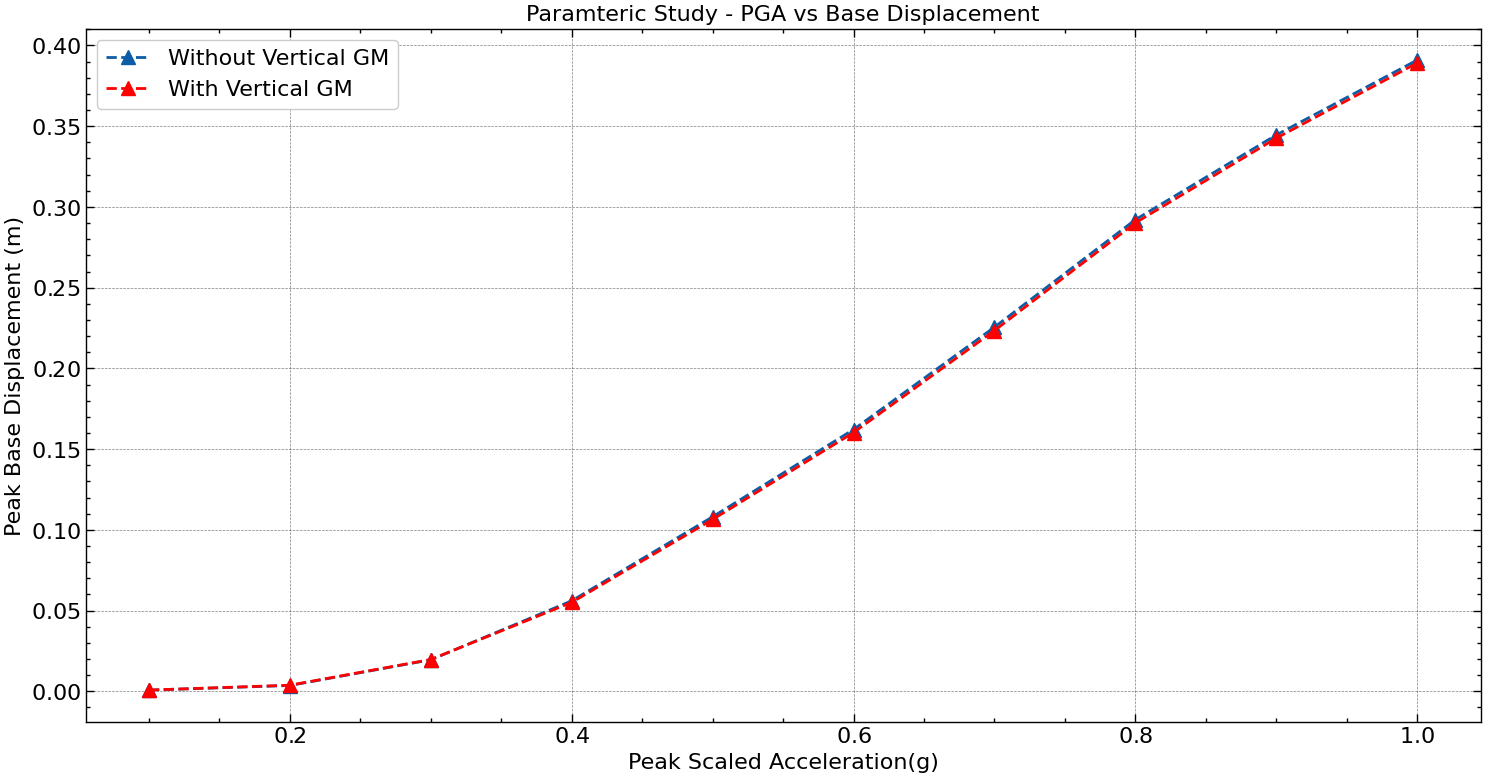 Paramteric Study - PGA vs Base Displacement
Without Vertical GM
With Vertical GM
Peak Base Displacement (m)
0.40
0.35
0.30
0.25
0.20
0.15
0.10
0.05
0.00
0.2
0.4
0.6
0.8
1.0
Peak Scaled Acceleration(g)